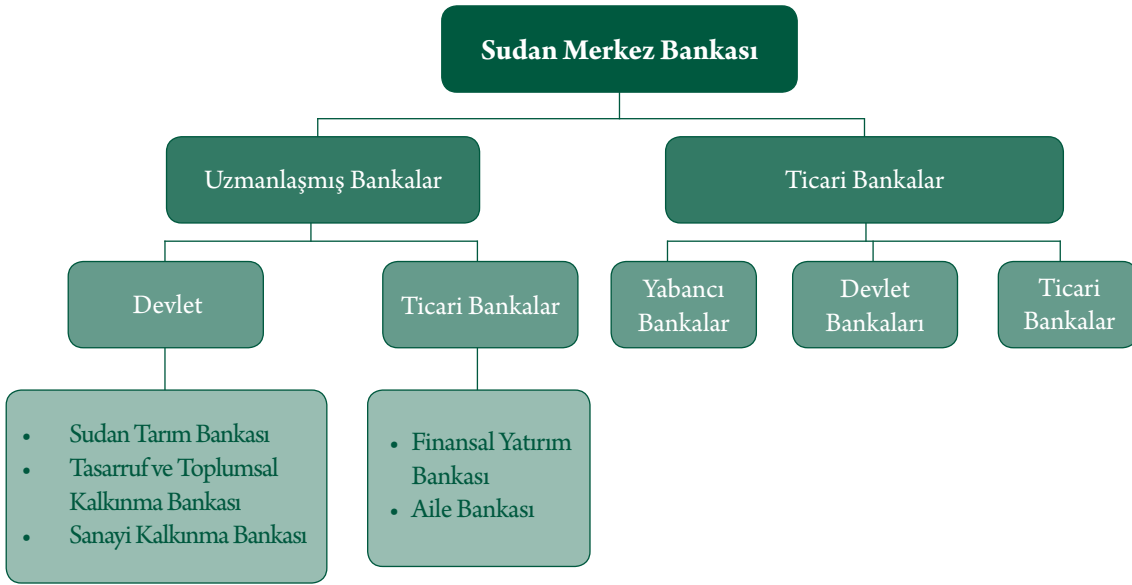 Sudan Merkez Bankası
Uzmanlaşmış Bankalar
Ticari Bankalar
Devlet
Ticari Bankalar
Yabancı
Bankalar
Devlet
Bankaları
Ticari
Bankalar
• Sudan Tarım Bankası
• Tasarruf ve Toplumsal
Kalkınma Bankası
• Sanayi Kalkınma Bankası
• Finansal Yatırım
Bankası
• Aile Bankası